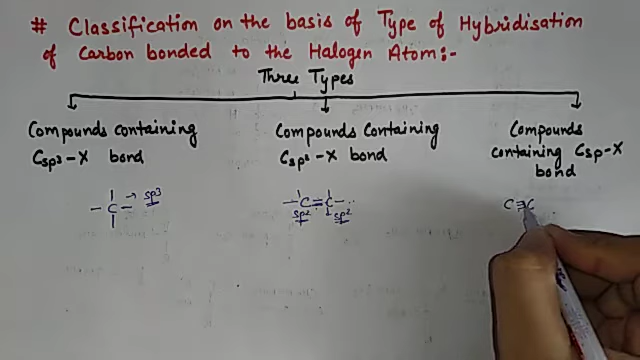 # Classification on the basis of Type of Hybridisation
of Carbon bonded to the Halogen Atom:-
Three Types
Compounds containing
Csp³-X bond
Compounds Containing
Csp²-X bond
Compounds
containing Csp-X
bond
-C- → sp3
-C=C-
sp2 sp2
C≡C